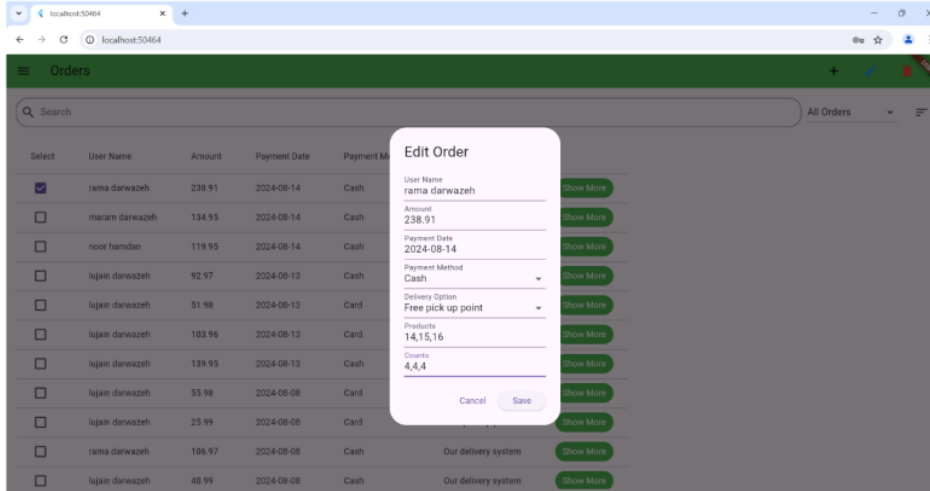 localhost:50464
localhost:50464
Orders
Search
All Orders
Select User Name Amount Payment Date Payment Me
rama darwazeh 238.91 2024-08-14 Cash Show More
maram darwazeh 134.95 2024-08-14 Cash Show More
noor hamdan 119.95 2024-08-14 Cash Show More
lujain darwazeh 92.97 2024-08-13 Cash Show More
lujain darwazeh 51.98 2024-08-13 Card Show More
lujain darwazeh 103.96 2024-08-13 Card Show More
lujain darwazeh 139.95 2024-08-13 Cash Show More
lujain darwazeh 55.98 2024-08-08 Card Show More
lujain darwazeh 25.99 2024-08-08 Card Show More
rama darwazeh 106.97 2024-08-08 Cash Our delivery system Show More
lujain darwazeh 40.99 2024-08-08 Cash Our delivery system Show More
Edit Order
User Name
rama darwazeh
Amount
238.91
Payment Date
2024-08-14
Payment Method
Cash
Delivery Option
Free pick up point
Products
14,15,16
Counts
4,4,4
Cancel Save